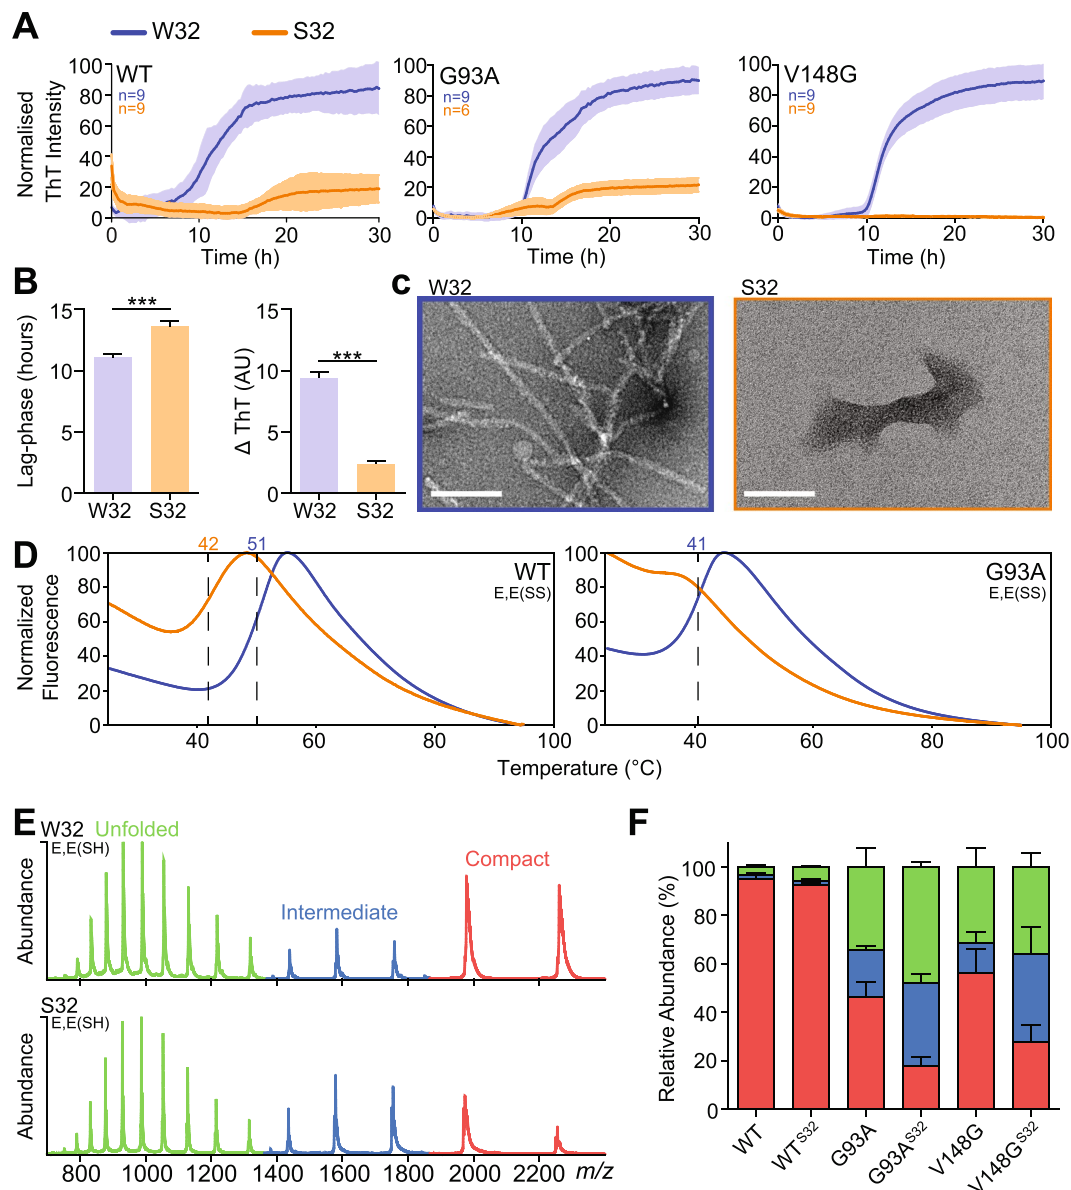 A
W32
S32
Normalised
ThT Intensity
100
80
60
40
20
0
WT
n=9
n=9
0
10
20
30
Time (h)
100
80
60
40
20
0
G93A
n=9
n=6
0
10
20
30
Time (h)
100
80
60
40
20
0
V148G
n=9
n=9
0
10
20
30
Time (h)
B
Lag-phase (hours)
15
10
5
0
***
W32
S32
Δ ThT (AU)
15
10
5
0
***
W32
S32
c
W32
S32
D
Normalized
Fluorescence
100
80
60
40
20
0
42
51
WT
E,E(SS)
40
60
80
100
100
80
60
40
20
0
41
G93A
E,E(SS)
40
60
80
100
Temperature (°C)
E
W32
Unfolded
E,E(SH)
Compact
Intermediate
Abundance
S32
E,E(SH)
Abundance
800
1000
1200
1400
1600
1800
2000
2200
m/z
F
Relative Abundance (%)
100
80
60
40
20
0
WT
WT S32
G93A
G93A S32
V148G
V148G S32